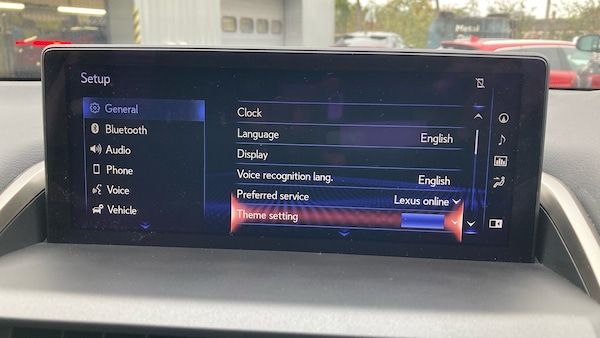 Setup
General
Bluetooth
Audio
Phone
Voice
Vehicle
Clock
Language English
Display
Voice recognition lang. English
Preferred service Lexus online
Theme setting